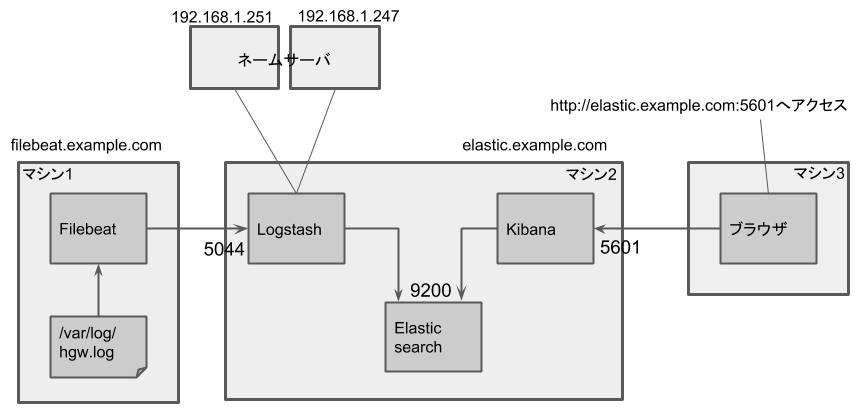 192.168.1.251
192.168.1.247
ネームサーバ
http://elastic.example.com:5601へアクセス
filebeat.example.com
elastic.example.com
マシン1
マシン2
マシン3
Filebeat
Logstash
Kibana
ブラウザ
5044
5601
9200
/var/log/
hgw.log
Elastic
search